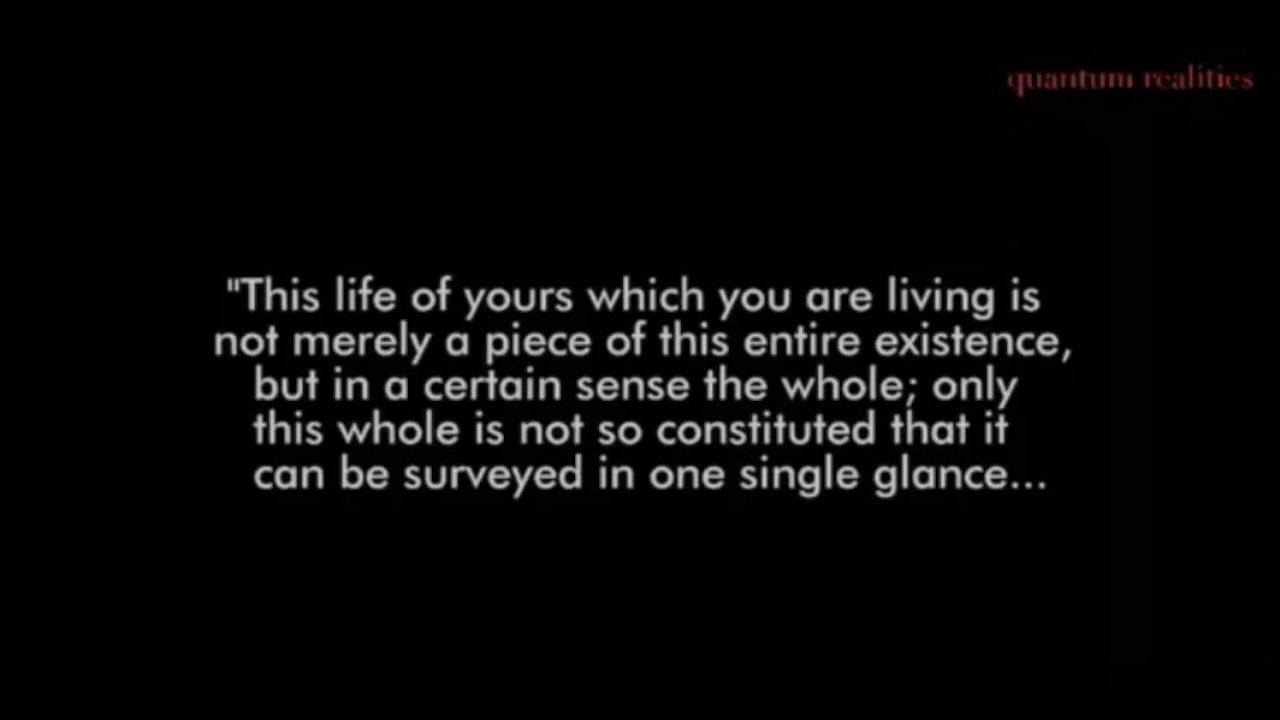 quantum realities
"This life of yours which you are living is
not merely a piece of this entire existence,
but in a certain sense the whole; only
this whole is not so constituted that it
can be surveyed in one single glance...